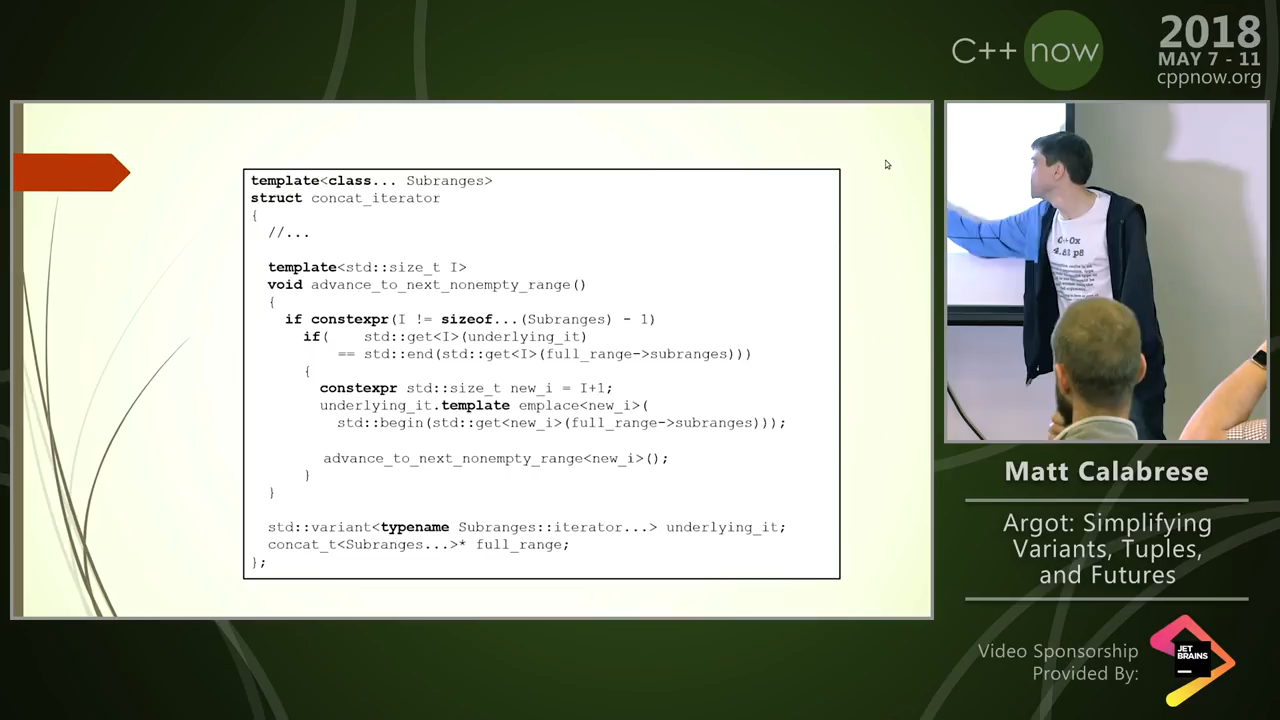 C++ now
2018
MAY 7 - 11
cppnow.org
template<class... Subranges>
struct concat_iterator
{
//...
template<std::size_t I>
void advance_to_next_nonempty_range()
{
if constexpr(I != sizeof...(Subranges) - 1)
if( std::get<I>(underlying_it)
== std::end(std::get<I>(full_range->subranges)))
{
constexpr std::size_t new_i = I+1;
underlying_it.template emplace<new_i>(
std::begin(std::get<new_i>(full_range->subranges)));
advance_to_next_nonempty_range<new_i>();
}
}
std::variant<typename Subranges::iterator...> underlying_it;
concat_t<Subranges...>* full_range;
};
C++0x
p8
Matt Calabrese
Argot: Simplifying
Variants, Tuples,
and Futures
Video Sponsorship
Provided By:
JET
BRAINS